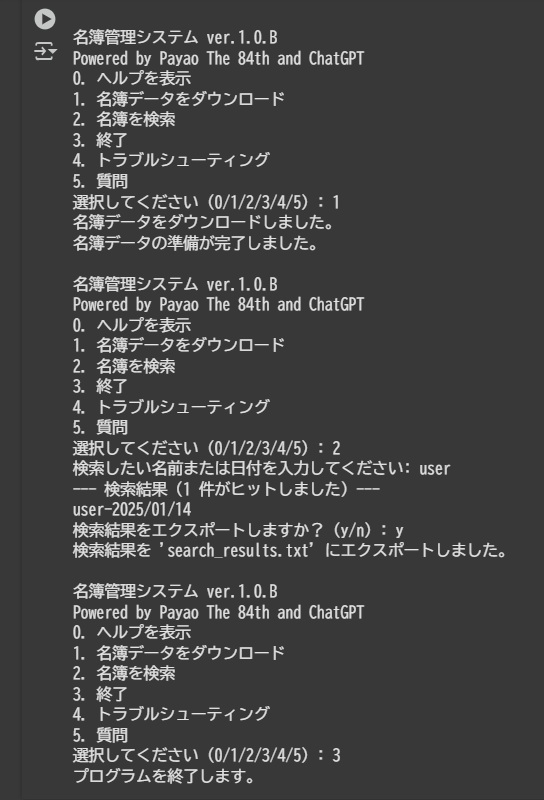 名簿管理システム ver.1.0.B
Powered by Payao The 84th and ChatGPT
0. ヘルプを表示
1. 名簿データをダウンロード
2. 名簿を検索
3. 終了
4. トラブルシューティング
5. 質問
選択してください (0/1/2/3/4/5) : 1
名簿データをダウンロードしました。
名簿データの準備が完了しました。

名簿管理システム ver.1.0.B
Powered by Payao The 84th and ChatGPT
0. ヘルプを表示
1. 名簿データをダウンロード
2. 名簿を検索
3. 終了
4. トラブルシューティング
5. 質問
選択してください (0/1/2/3/4/5) : 2
検索したい名前または日付を入力してください: user
--- 検索結果 (1 件がヒットしました) ---
user-2025/01/14
検索結果をエクスポートしますか? (y/n) : y
検索結果を 'search_results.txt' にエクスポートしました。

名簿管理システム ver.1.0.B
Powered by Payao The 84th and ChatGPT
0. ヘルプを表示
1. 名簿データをダウンロード
2. 名簿を検索
3. 終了
4. トラブルシューティング
5. 質問
選択してください (0/1/2/3/4/5) : 3
プログラムを終了します。